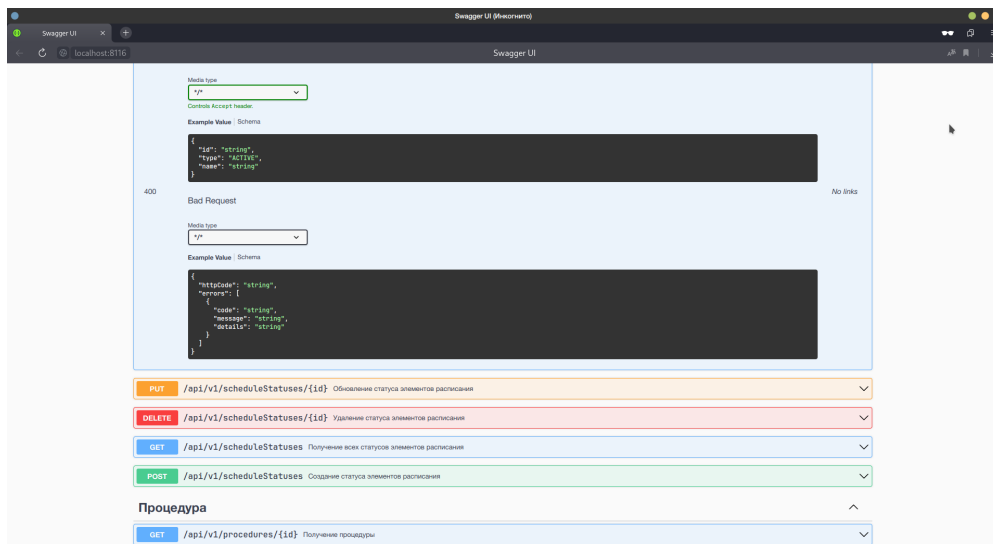 Swagger UI (Инкогнито)
Swagger UI
localhost:8116
Swagger UI
Media type
*/*
Controls Accept header.
Example Value Schema
{
"id": "string",
"type": "ACTIVE",
"name": "string"
}
400
No links
Bad Request
Media type
*/*
Example Value Schema
{
"httpCode": "string",
"errors": [
{
"code": "string",
"message": "string",
"details": "string"
}
]
}
PUT /api/v1/scheduleStatuses/{id} Обновление статуса элементов расписания
DELETE /api/v1/scheduleStatuses/{id} Удаление статуса элементов расписания
GET /api/v1/scheduleStatuses Получение всех статусов элементов расписания
POST /api/v1/scheduleStatuses Создание статуса элементов расписания
Процедура
GET /api/v1/procedures/{id} Получение процедуры